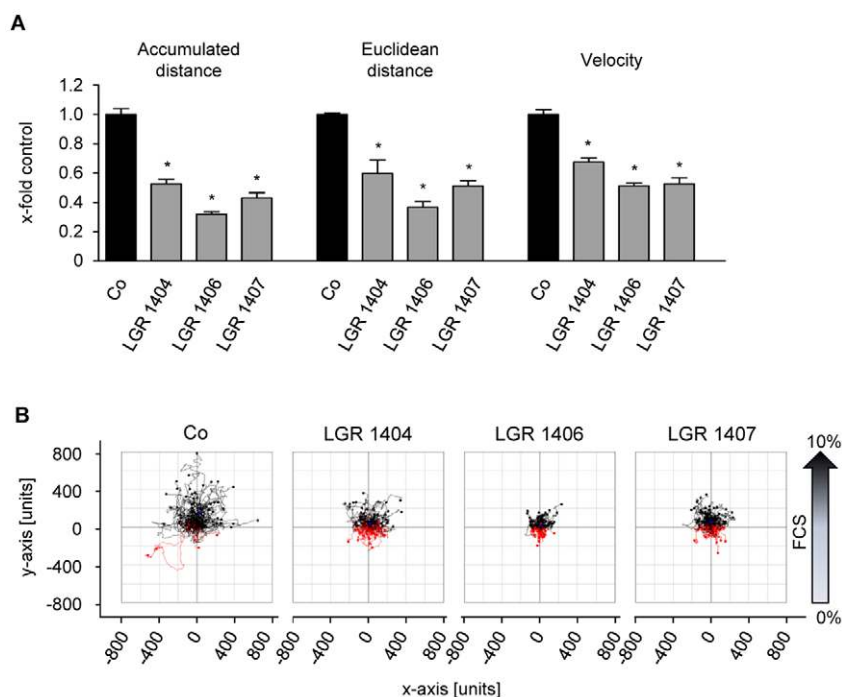 A
Accumulated distance
Euclidean distance
Velocity
x-fold control
1.2
1.0
0.8
0.6
0.4
0.2
0
* * *
* * *
* * *
Co LGR 1404 LGR 1406 LGR 1407
Co LGR 1404 LGR 1406 LGR 1407
Co LGR 1404 LGR 1406 LGR 1407
B
Co LGR 1404 LGR 1406 LGR 1407
y-axis [units]
800
400
0
-400
-800
-800 -400 0 400 800
-800 -400 0 400 800
-800 -400 0 400 800
-800 -400 0 400 800
x-axis [units]
10%
FCS
0%